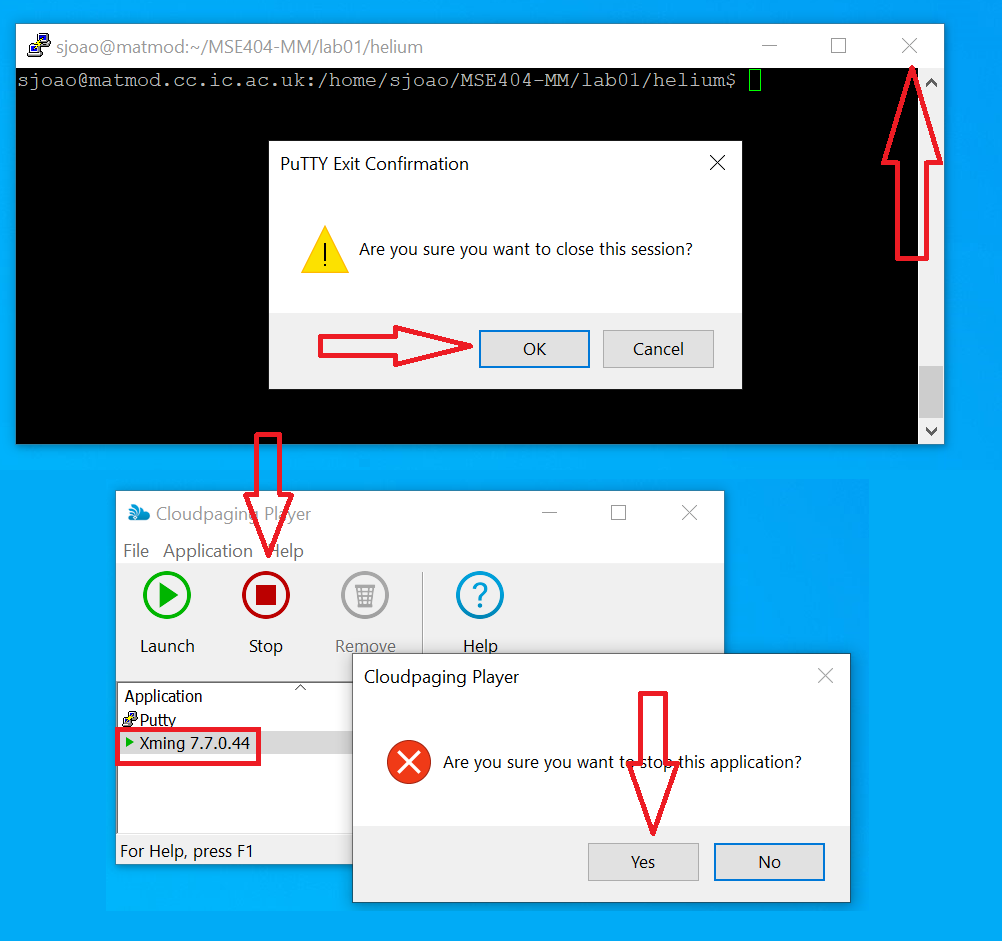 sjoao@matmod:~/MSE404-MM/lab01/helium
sjoao@matmod.cc.ic.ac.uk:/home/sjoao/MSE404-MM/lab01/helium$
PuTTY Exit Confirmation
Are you sure you want to close this session?
OK Cancel
Cloudpaging Player
File Application Help
Launch Stop Remove Help
Application
Putty
Xming 7.7.0.44
For Help, press F1
Cloudpaging Player
Are you sure you want to stop this application?
Yes No